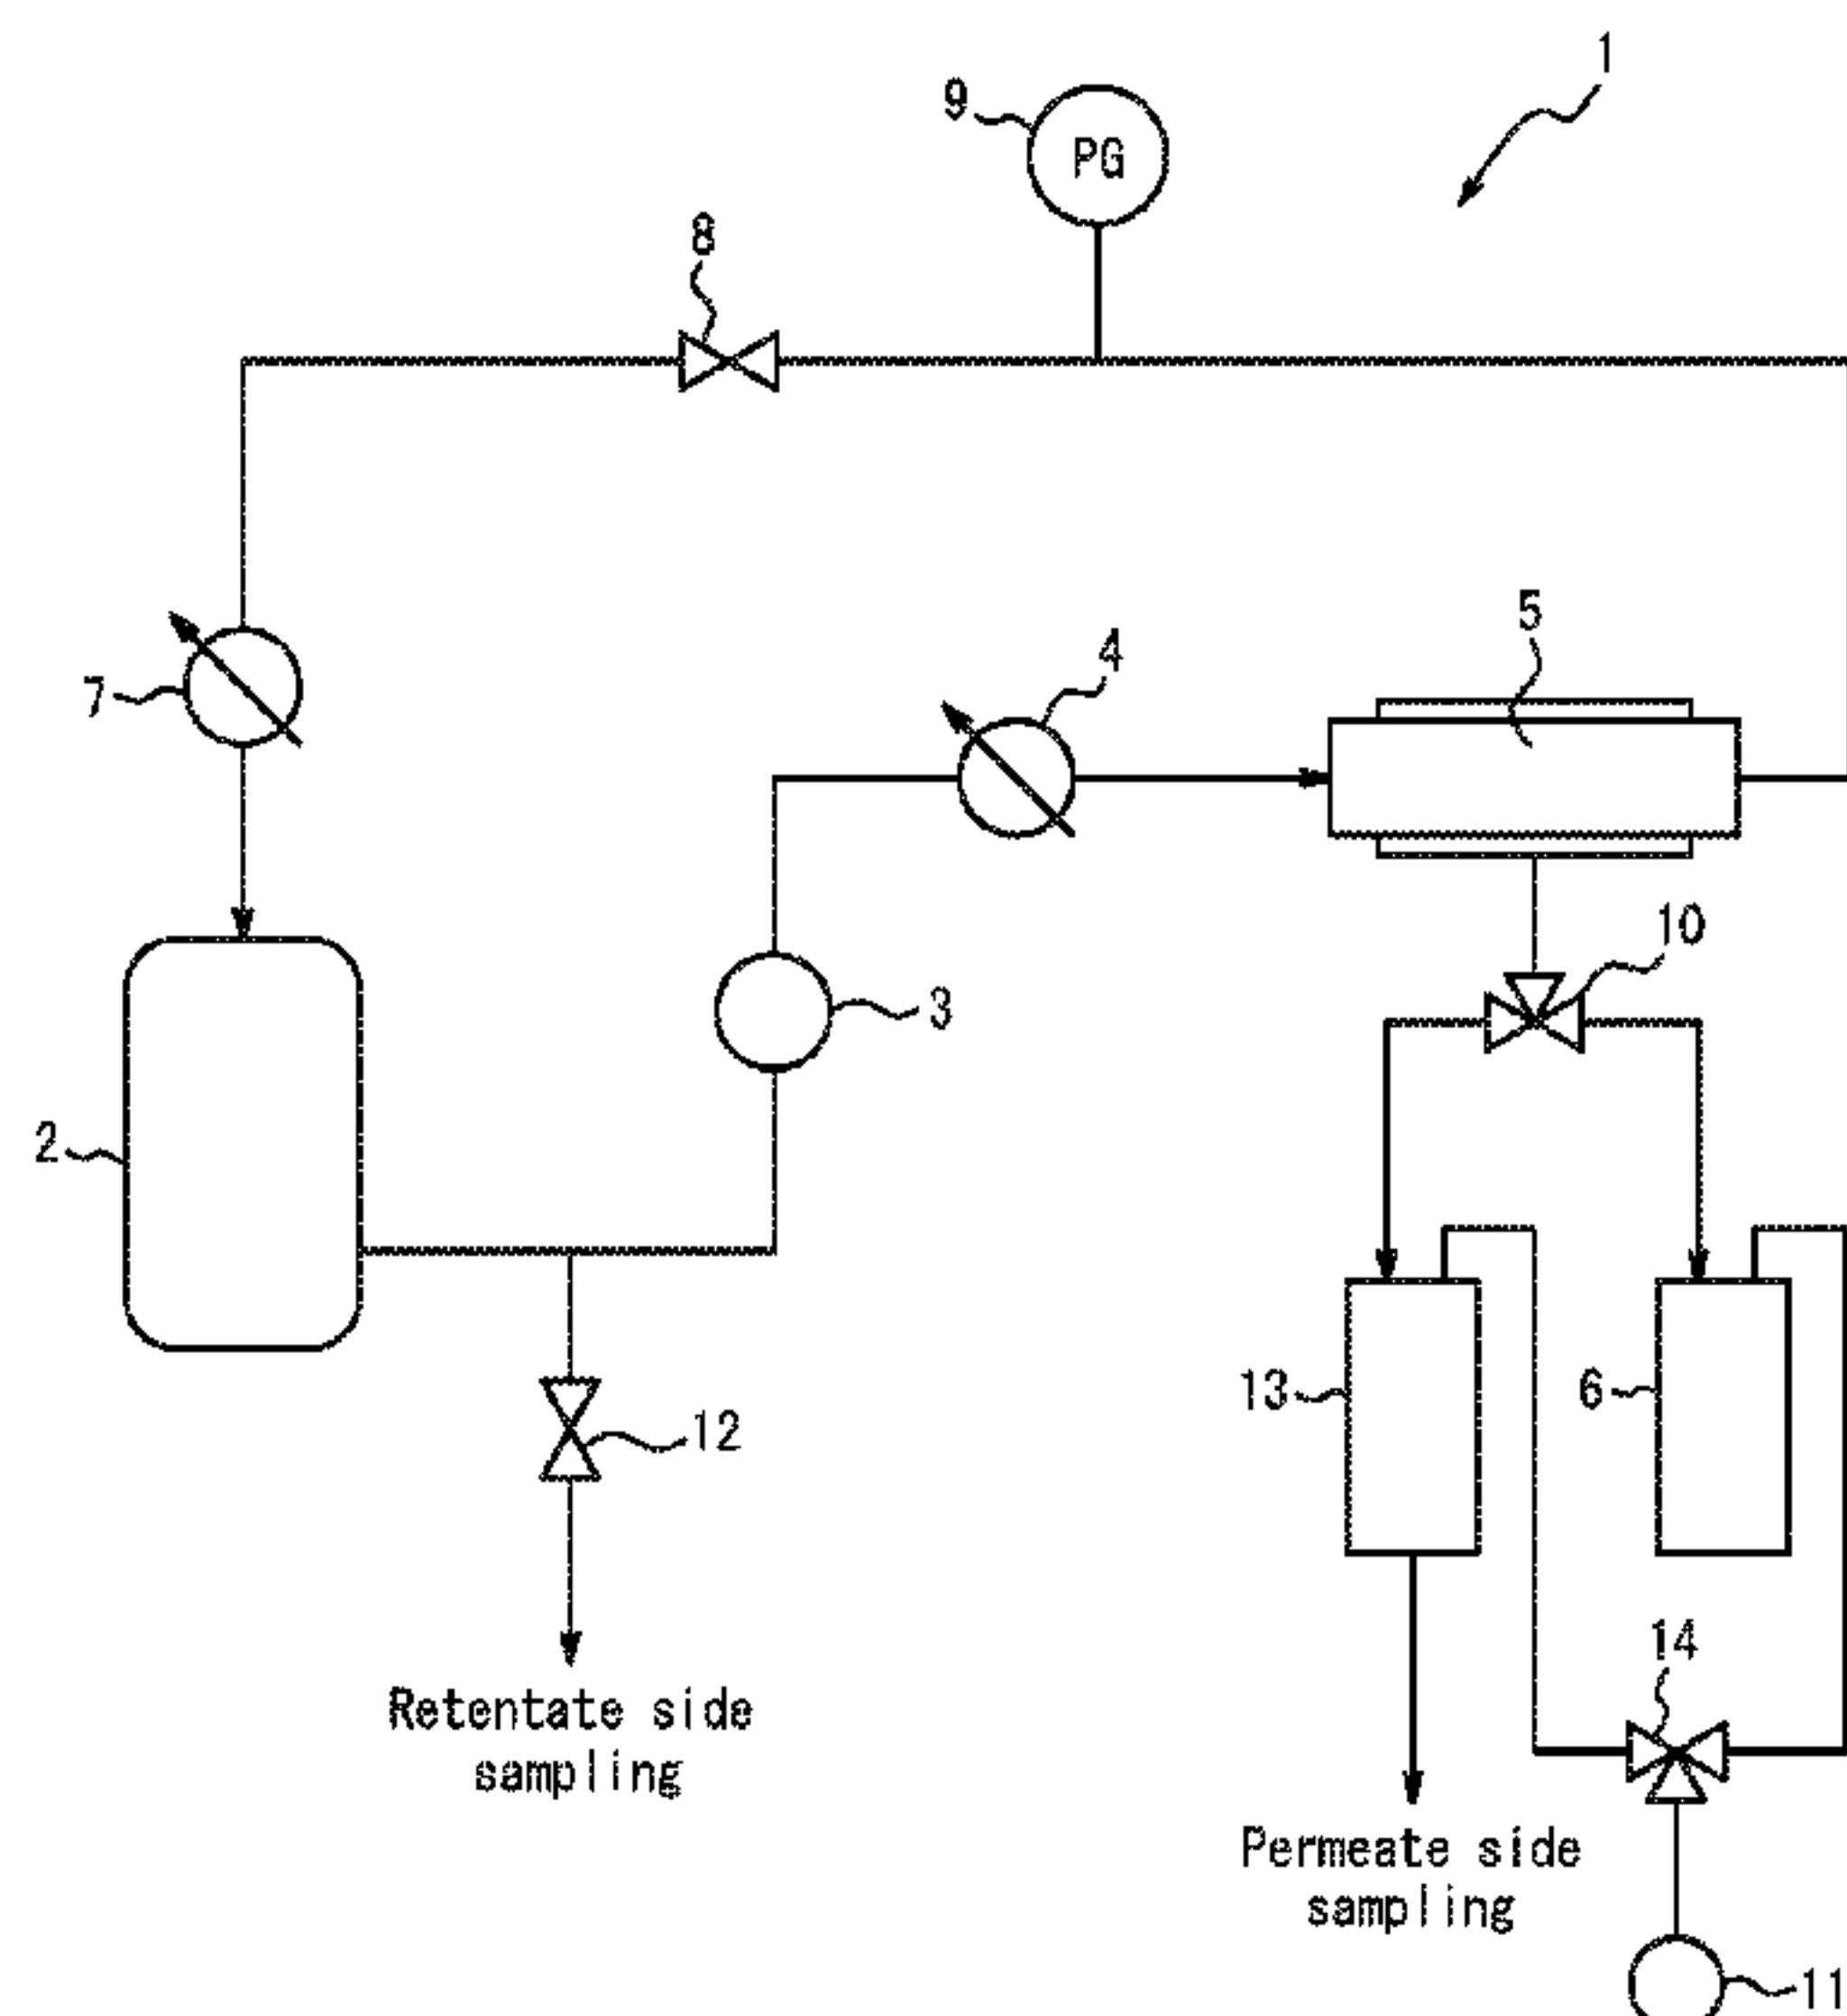 1
9
PG
8
5
4
7
10
3
2
13
6
12
14
Retentate side
sampling
Permeate side
sampling
11